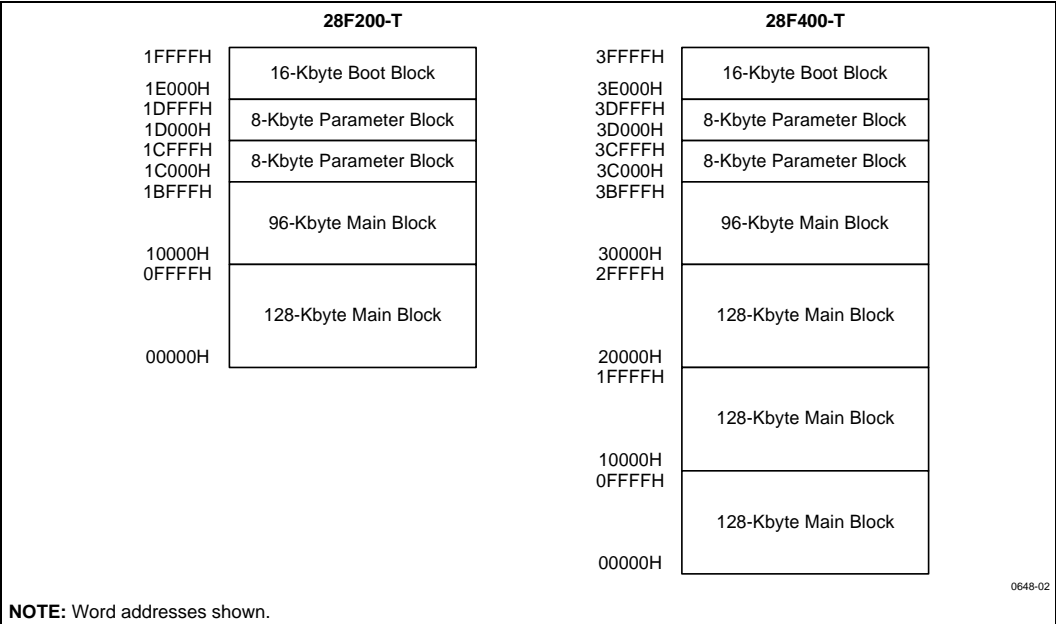 28F200-T
1FFFFH
16-Kbyte Boot Block
1E000H
1DFFFH
8-Kbyte Parameter Block
1D000H
1CFFFH
8-Kbyte Parameter Block
1C000H
1BFFFH
96-Kbyte Main Block
10000H
0FFFFH
128-Kbyte Main Block
00000H
28F400-T
3FFFFH
16-Kbyte Boot Block
3E000H
3DFFFH
8-Kbyte Parameter Block
3D000H
3CFFFH
8-Kbyte Parameter Block
3C000H
3BFFFH
96-Kbyte Main Block
30000H
2FFFFH
128-Kbyte Main Block
20000H
1FFFFH
128-Kbyte Main Block
10000H
0FFFFH
128-Kbyte Main Block
00000H
0648-02
NOTE: Word addresses shown.